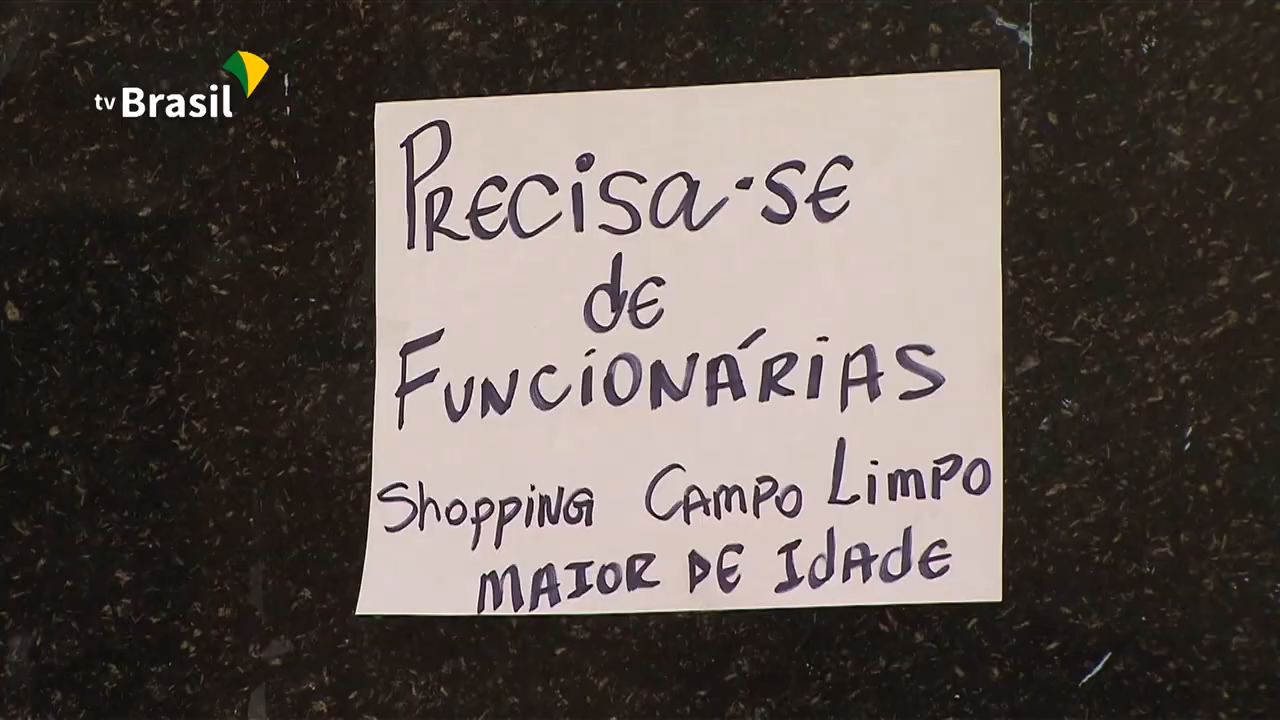 tv Brasil
PRECISA-SE
de
FUNCIONÁRIAS
Shopping Campo Limpo
MAIOR DE IdAdE